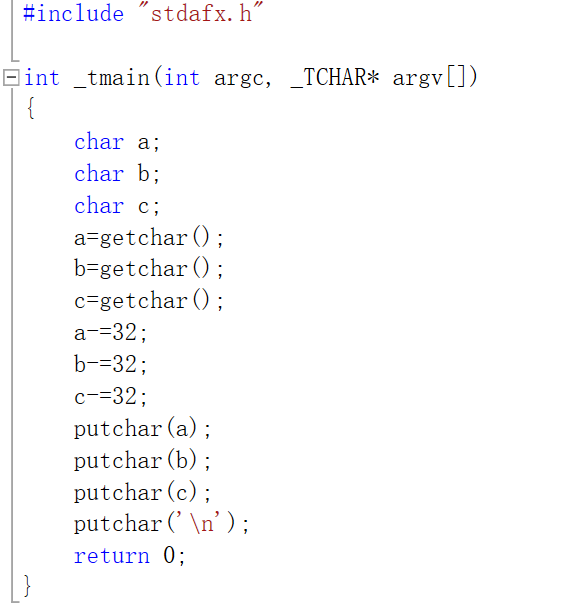 #include "stdafx.h"
int _tmain(int argc, _TCHAR* argv[])
{
char a;
char b;
char c;
a=getchar();
b=getchar();
c=getchar();
a-=32;
b-=32;
c-=32;
putchar(a);
putchar(b);
putchar(c);
putchar('\n');
return 0;
}